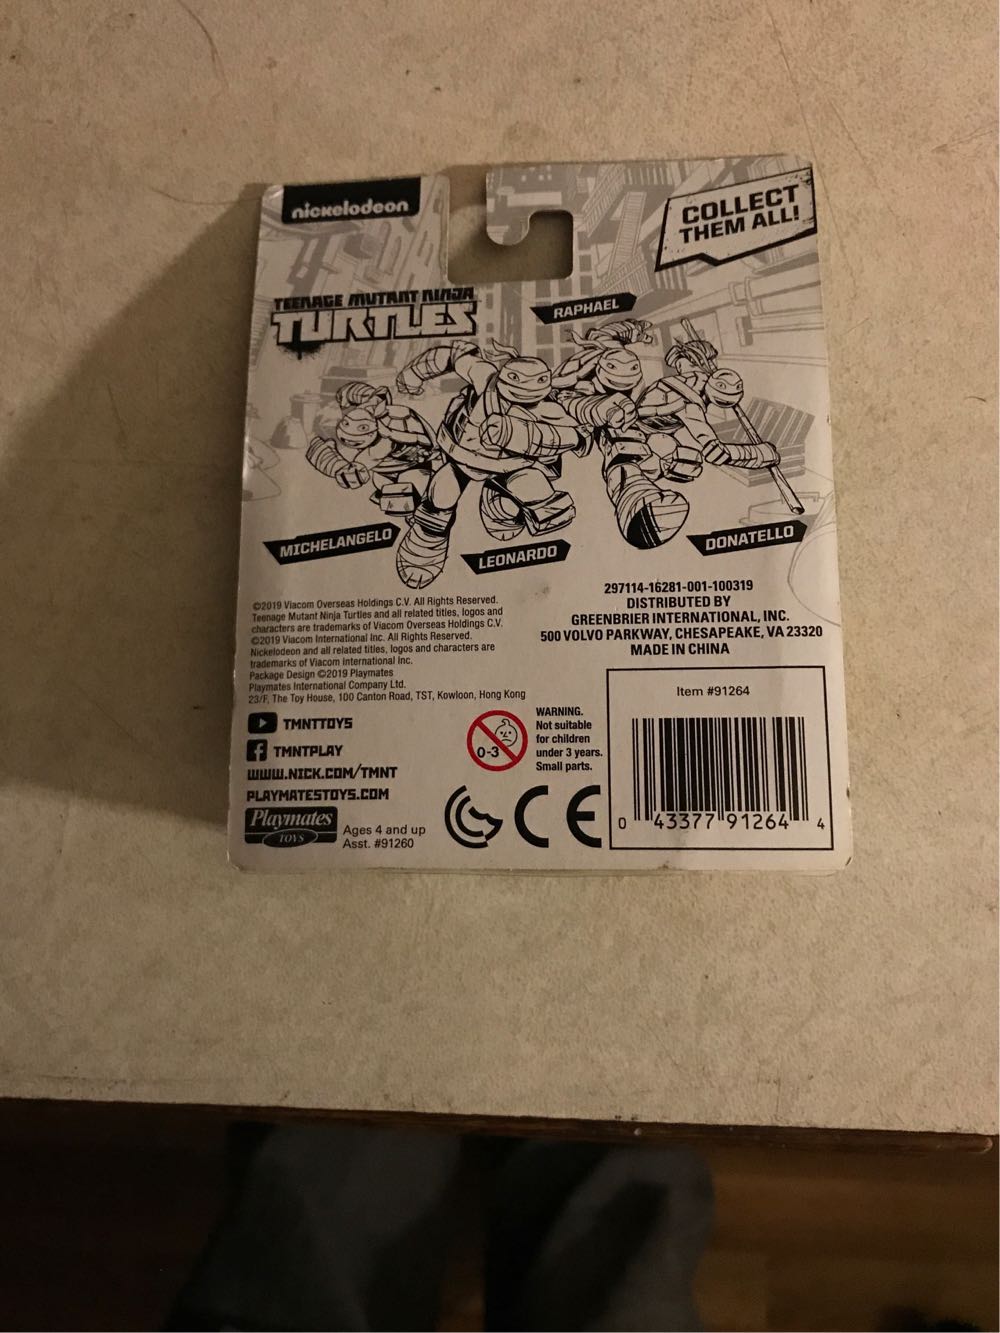 nickelodeon
COLLECT
THEM ALL!
TEENAGE MUTANT NINJA
TURTLES
RAPHAEL
MICHELANGELO
LEONARDO
DONATELLO
©2019 Viacom Overseas Holdings C.V. All Rights Reserved.
Teenage Mutant Ninja Turtles and all related titles, logos and
characters are trademarks of Viacom Overseas Holdings C.V.
©2019 Viacom International Inc. All Rights Reserved.
Nickelodeon and all related titles, logos and characters are
trademarks of Viacom International Inc.
Package Design ©2019 Playmates
Playmates International Company Ltd.
23/F, The Toy House, 100 Canton Road, TST, Kowloon, Hong Kong
297114-16281-001-100319
DISTRIBUTED BY
GREENBRIER INTERNATIONAL, INC.
500 VOLVO PARKWAY, CHESAPEAKE, VA 23320
MADE IN CHINA
TMNTTOYS
TMNTPLAY
WWW.NICK.COM/TMNT
PLAYMATESTOYS.COM
Playmates
TOYS
Ages 4 and up
Asst. #91260
0-3
WARNING.
Not suitable
for children
under 3 years.
Small parts.
CE
Item #91264
0 43377 91264 4